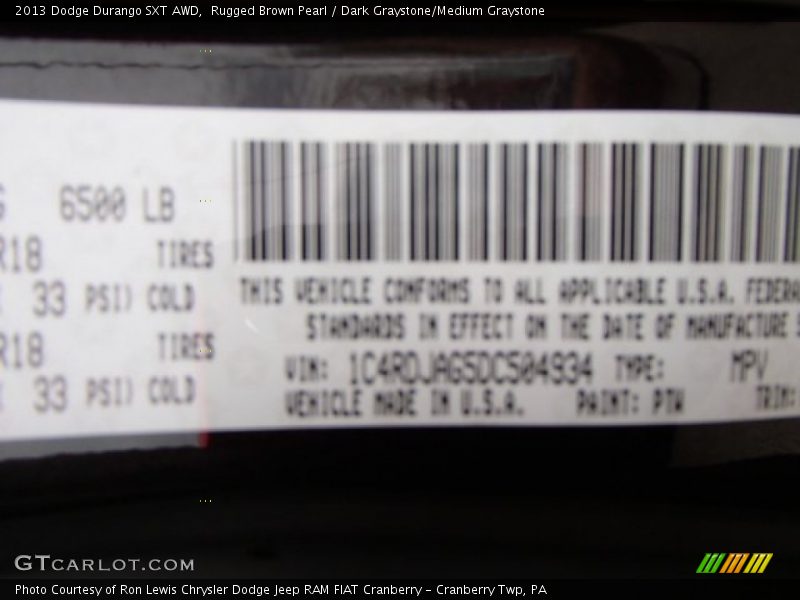 2013 Dodge Durango SXT AWD,  Rugged Brown Pearl / Dark Graystone/Medium Graystone
6500 LB
R18 TIRES
33 PSI) COLD
R18 TIRES
33 PSI) COLD
THIS VEHICLE CONFORMS TO ALL APPLICABLE U.S.A. FEDERA
STANDARDS IN EFFECT ON THE DATE OF MANUFACTURE S
VIN: 1C4RDJAG5DC504934 TYPE: MPV
VEHICLE MADE IN U.S.A. PAINT: PTW TRIM:
GTCARLOT.COM
Photo Courtesy of Ron Lewis Chrysler Dodge Jeep RAM FIAT Cranberry – Cranberry Twp, PA